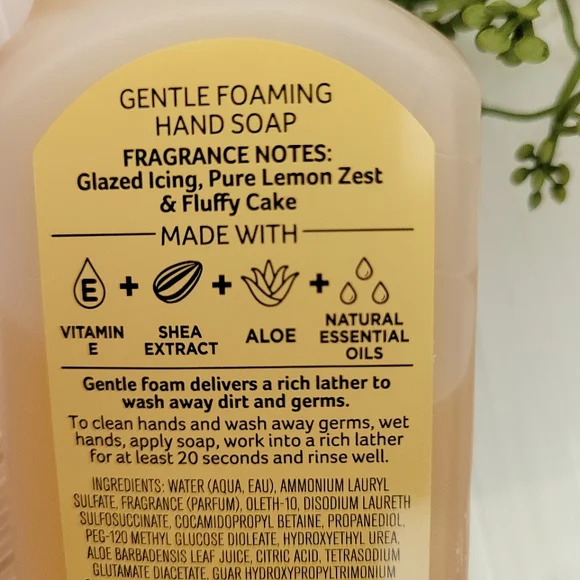 GENTLE FOAMING
HAND SOAP
FRAGRANCE NOTES:
Glazed Icing, Pure Lemon Zest
& Fluffy Cake
MADE WITH
E + + +
VITAMIN E
SHEA EXTRACT
ALOE
NATURAL ESSENTIAL OILS
Gentle foam delivers a rich lather to
wash away dirt and germs.
To clean hands and wash away germs, wet
hands, apply soap, work into a rich lather
for at least 20 seconds and rinse well.
INGREDIENTS: WATER (AQUA, EAU), AMMONIUM LAURYL
SULFATE, FRAGRANCE (PARFUM), OLETH-10, DISODIUM LAURETH
SULFOSUCCINATE, COCAMIDOPROPYL BETAINE, PROPANEDIOL,
PEG-120 METHYL GLUCOSE DIOLEATE, HYDROXYETHYL UREA,
ALOE BARBADENSIS LEAF JUICE, CITRIC ACID, TETRASODIUM
GLUTAMATE DIACETATE, GUAR HYDROXYPROPYLTRIMONIUM